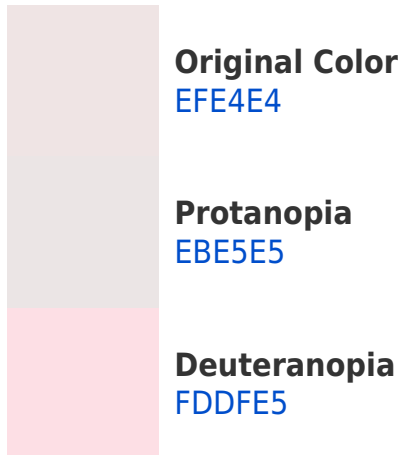 Original Color
EFE4E4
Protanopia
EBE5E5
Deuteranopia
FDDFE5